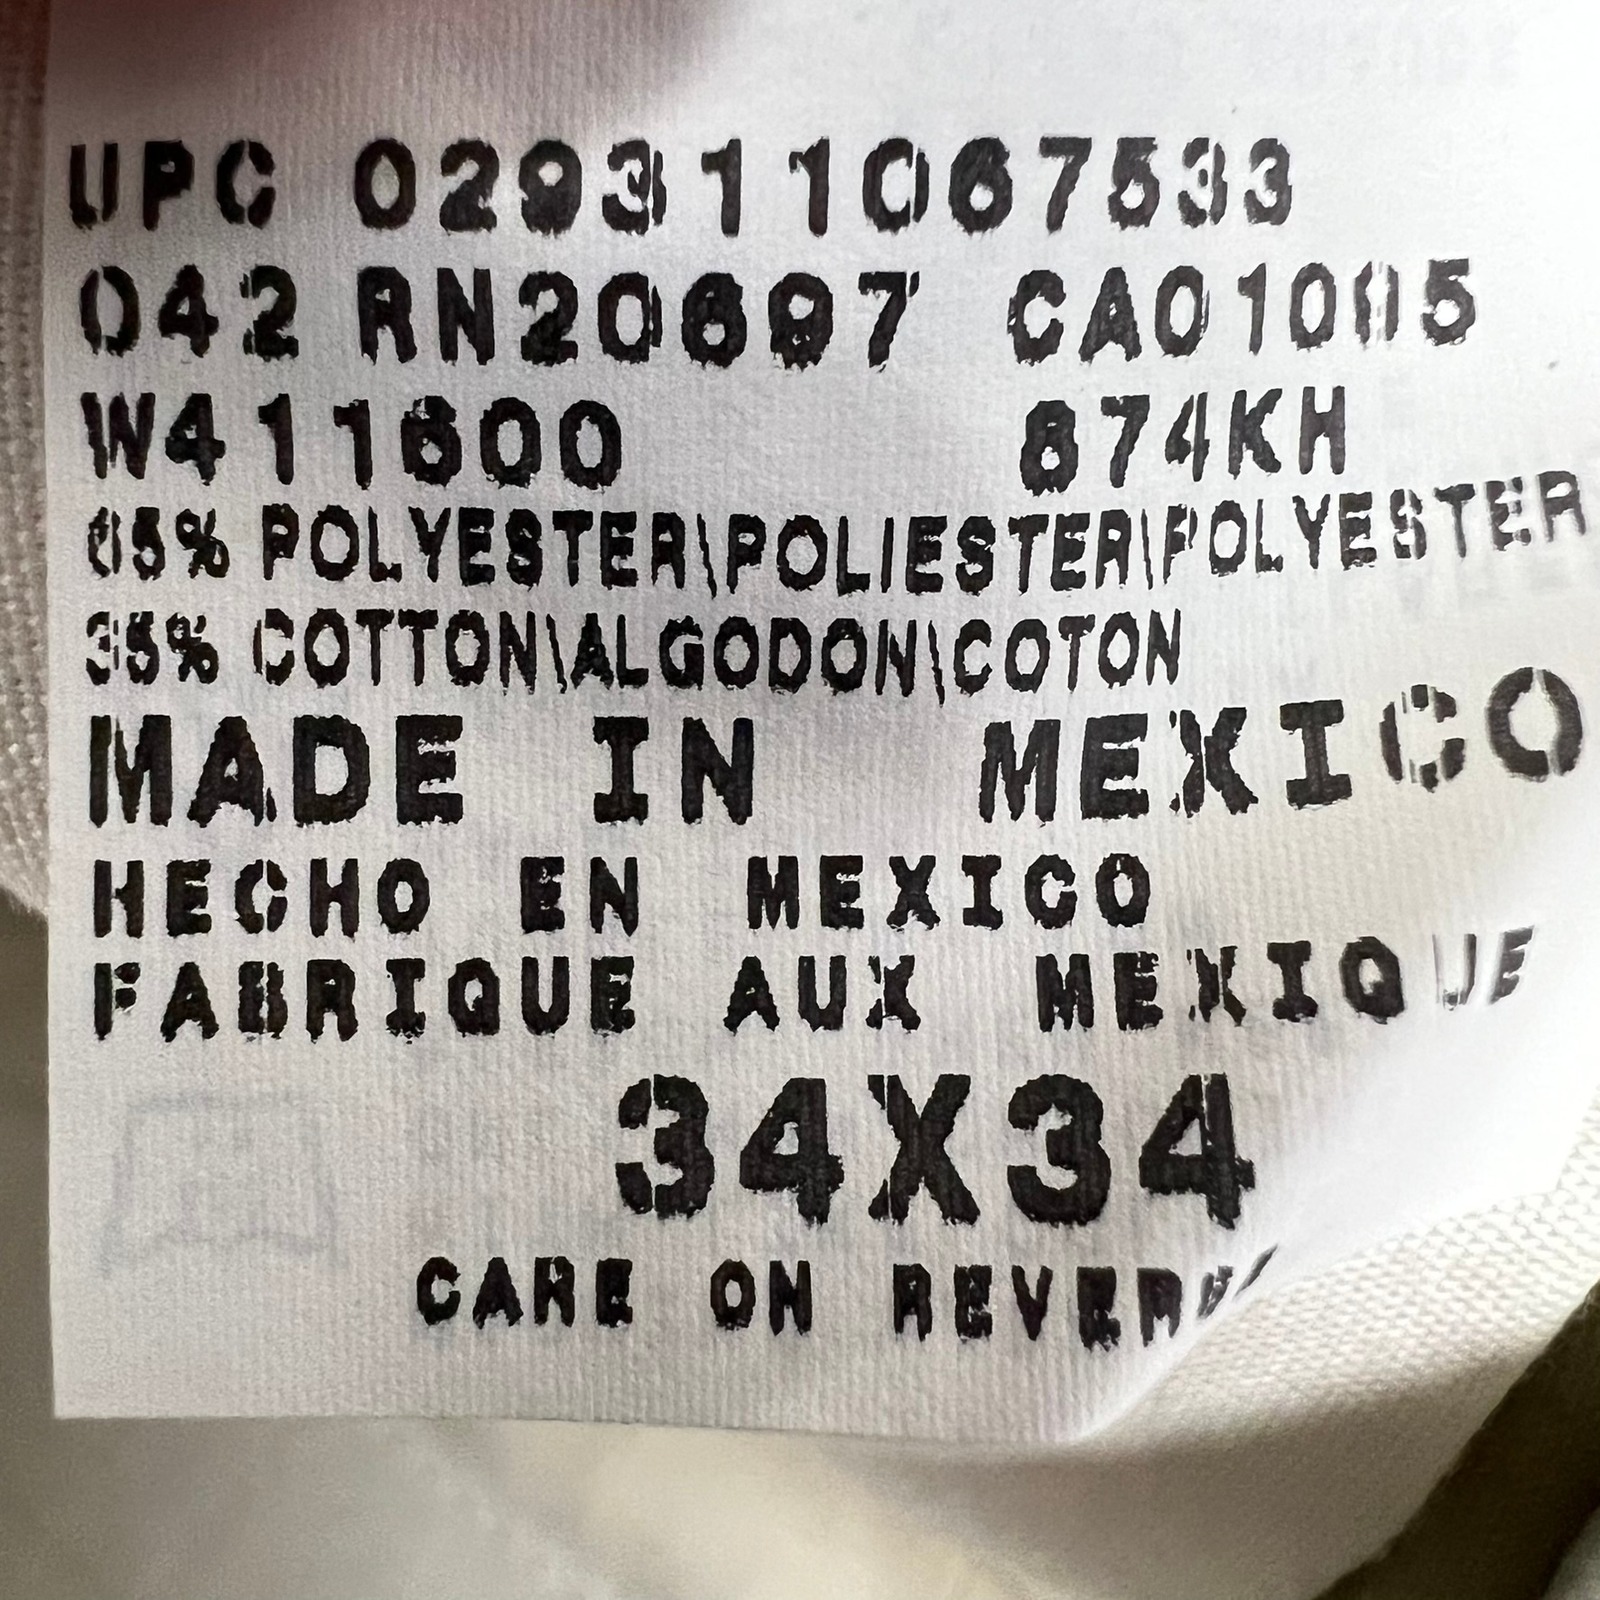 UPC 029311067533
042 RN20697 CA01005
W411600 874KH
65% POLYESTER\POLIESTER\POLYESTER
35% COTTON\ALGODON\COTON
MADE IN MEXICO
HECHO EN MEXICO
FABRIQUE AUX MEXIQUE
34X34
CARE ON